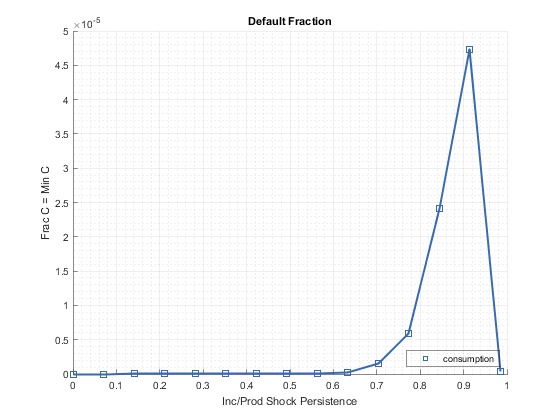 Default Fraction
×10-5
5
4.5
4
3.5
3
2.5
2
1.5
1
0.5
0
Frac C = Min C
consumption
0 0.1 0.2 0.3 0.4 0.5 0.6 0.7 0.8 0.9 1
Inc/Prod Shock Persistence